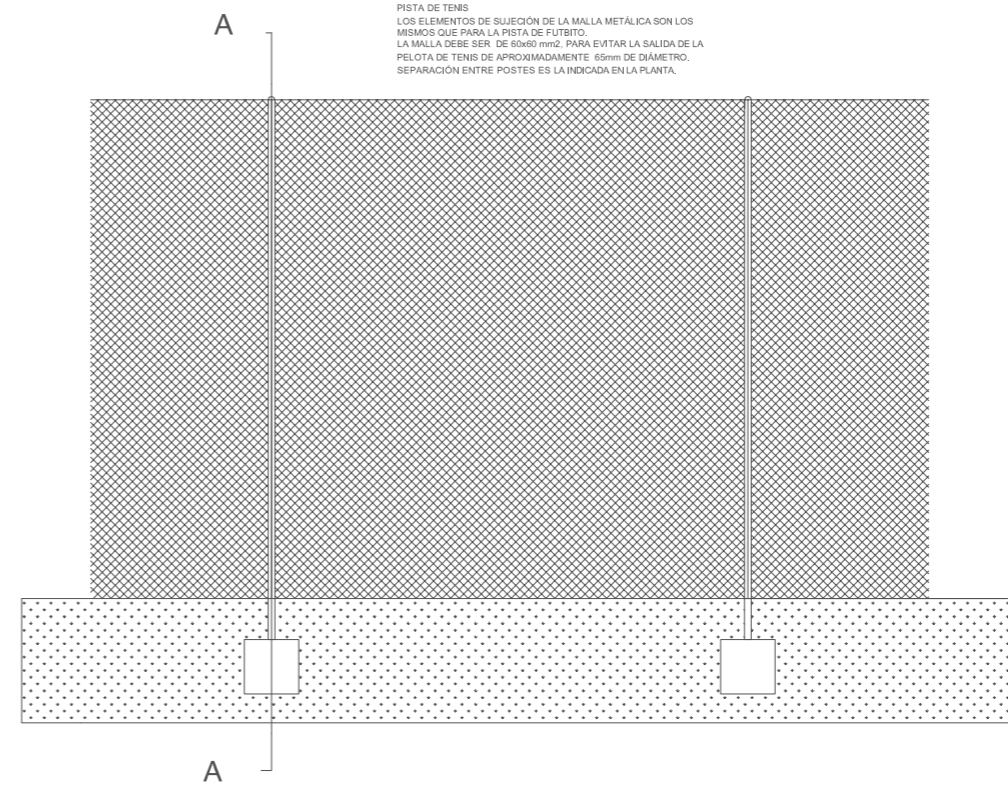 PISTA DE TENIS
A
LOS ELEMENTOS DE SUJECIÓN DE LA MALLA METÁLICA SON LOS
MISMOS QUE PARA LA PISTA DE FUTBITO.
LA MALLA DEBE SER DE 60x60 mm2, PARA EVITAR LA SALIDA DE LA
PELOTA DE TENIS DE APROXIMADAMENTE 65mm DE DIÁMETRO.
SEPARACIÓN ENTRE POSTES ES LA INDICADA EN LA PLANTA.
A